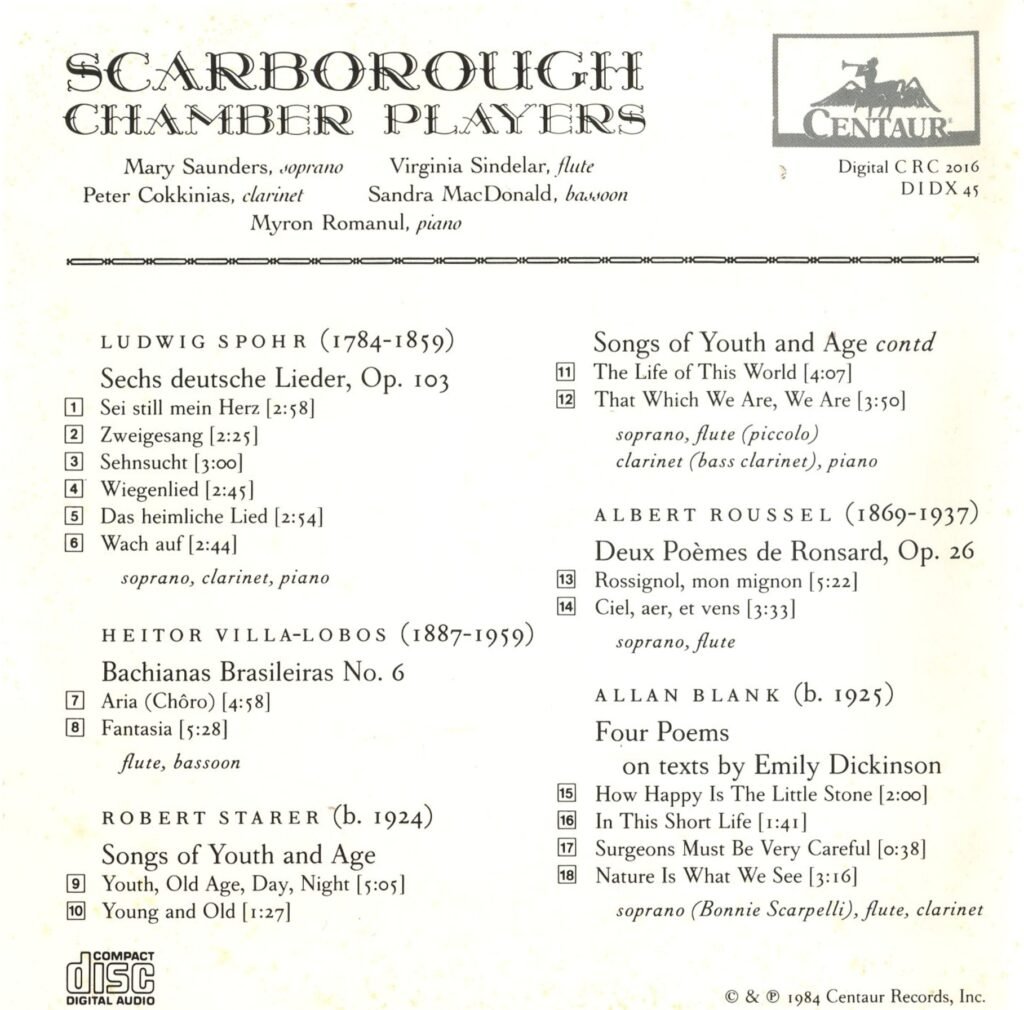 SCARBOROUGH
CHAMBER PLAYERS
Mary Saunders, soprano Virginia Sindelar, flute
Peter Cokkinias, clarinet Sandra MacDonald, bassoon
Myron Romanul, piano
CENTAUR®
Digital CRC 2016
DIDX 45
LUDWIG SPOHR (1784-1859)
Sechs deutsche Lieder, Op. 103
1 Sei still mein Herz [2:58]
2 Zweigesang [2:25]
3 Sehnsucht [3:00]
4 Wiegenlied [2:45]
5 Das heimliche Lied [2:54]
6 Wach auf [2:44]
soprano, clarinet, piano
HEITOR VILLA-LOBOS (1887-1959)
Bachianas Brasileiras No. 6
7 Aria (Chôro) [4:58]
8 Fantasia [5:28]
flute, bassoon
ROBERT STARER (b. 1924)
Songs of Youth and Age
9 Youth, Old Age, Day, Night [5:05]
10 Young and Old [1:27]
Songs of Youth and Age contd
11 The Life of This World [4:07]
12 That Which We Are, We Are [3:50]
soprano, flute (piccolo)
clarinet (bass clarinet), piano
ALBERT ROUSSEL (1869-1937)
Deux Poèmes de Ronsard, Op. 26
13 Rossignol, mon mignon [5:22]
14 Ciel, aer, et vens [3:33]
soprano, flute
ALLAN BLANK (b. 1925)
Four Poems
on texts by Emily Dickinson
15 How Happy Is The Little Stone [2:00]
16 In This Short Life [1:41]
17 Surgeons Must Be Very Careful [0:38]
18 Nature Is What We See [3:16]
soprano (Bonnie Scarpelli), flute, clarinet
COMPACT
disc
DIGITAL AUDIO
© & ℗ 1984 Centaur Records, Inc.